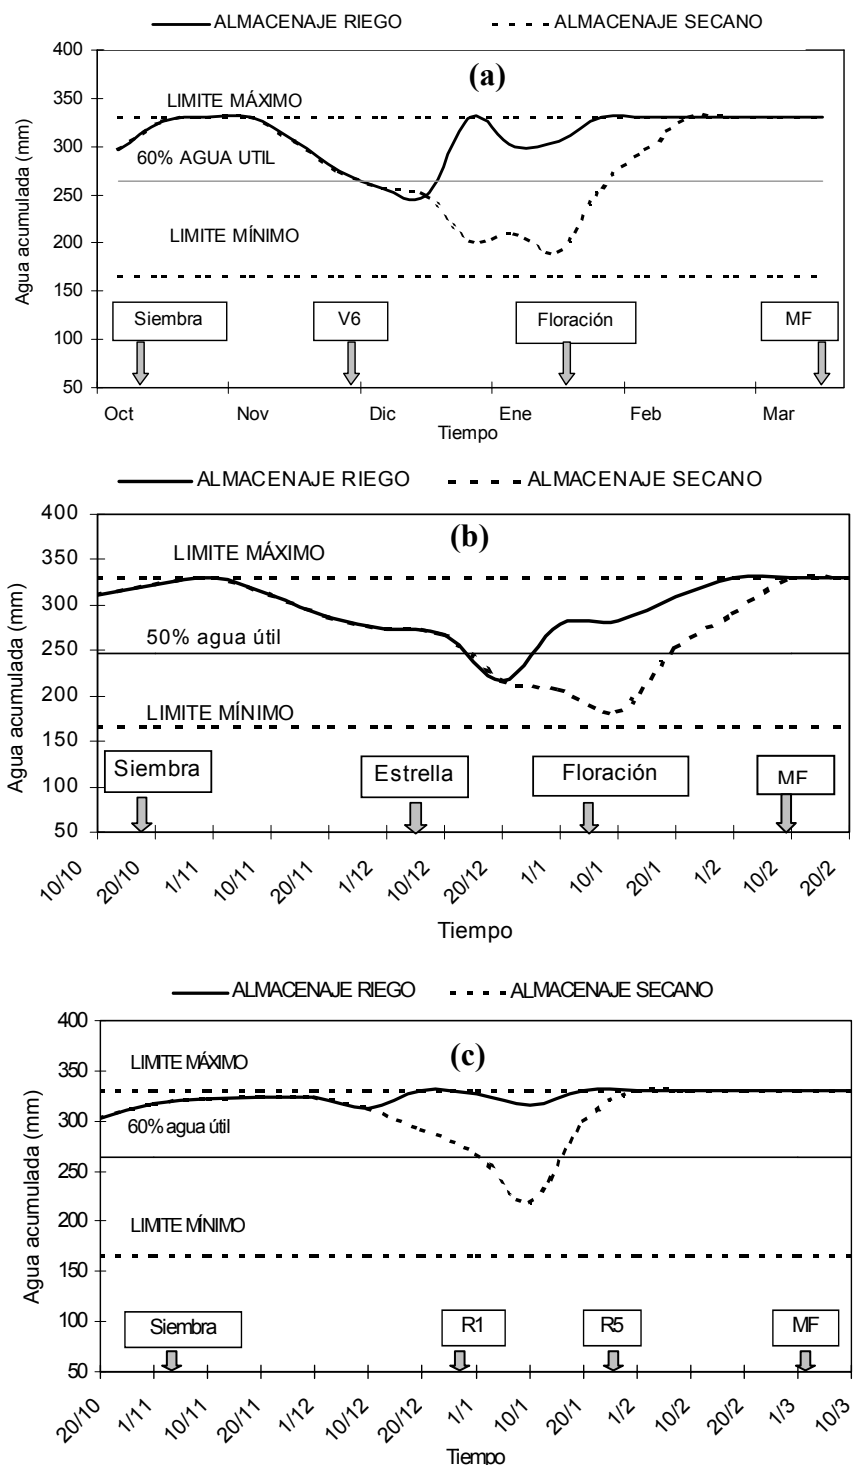 ALMACENAJE RIEGO ALMACENAJE SECANO
(a)
Agua acumulada (mm)
400
350
300
250
200
150
100
50
LIMITE MÁXIMO
60% AGUA UTIL
LIMITE MÍNIMO
Siembra V6 Floración MF
Oct Nov Dic Ene Feb Mar
Tiempo
ALMACENAJE RIEGO ALMACENAJE SECANO
(b)
Agua acumulada (mm)
400
350
300
250
200
150
100
50
LIMITE MÁXIMO
50% agua útil
LIMITE MÍNIMO
Siembra Estrella Floración MF
10/10 20/10 1/11 10/11 20/11 1/12 10/12 20/12 1/1 10/1 20/1 1/2 10/2 20/2
Tiempo
ALMACENAJE RIEGO ALMACENAJE SECANO
(c)
Agua acumulada (mm)
400
350
300
250
200
150
100
50
LIMITE MÁXIMO
60% agua útil
LIMITE MÍNIMO
Siembra R1 R5 MF
20/10 1/11 10/11 20/11 1/12 10/12 20/12 1/1 10/1 20/1 1/2 10/2 20/2 1/3 10/3
Tiempo